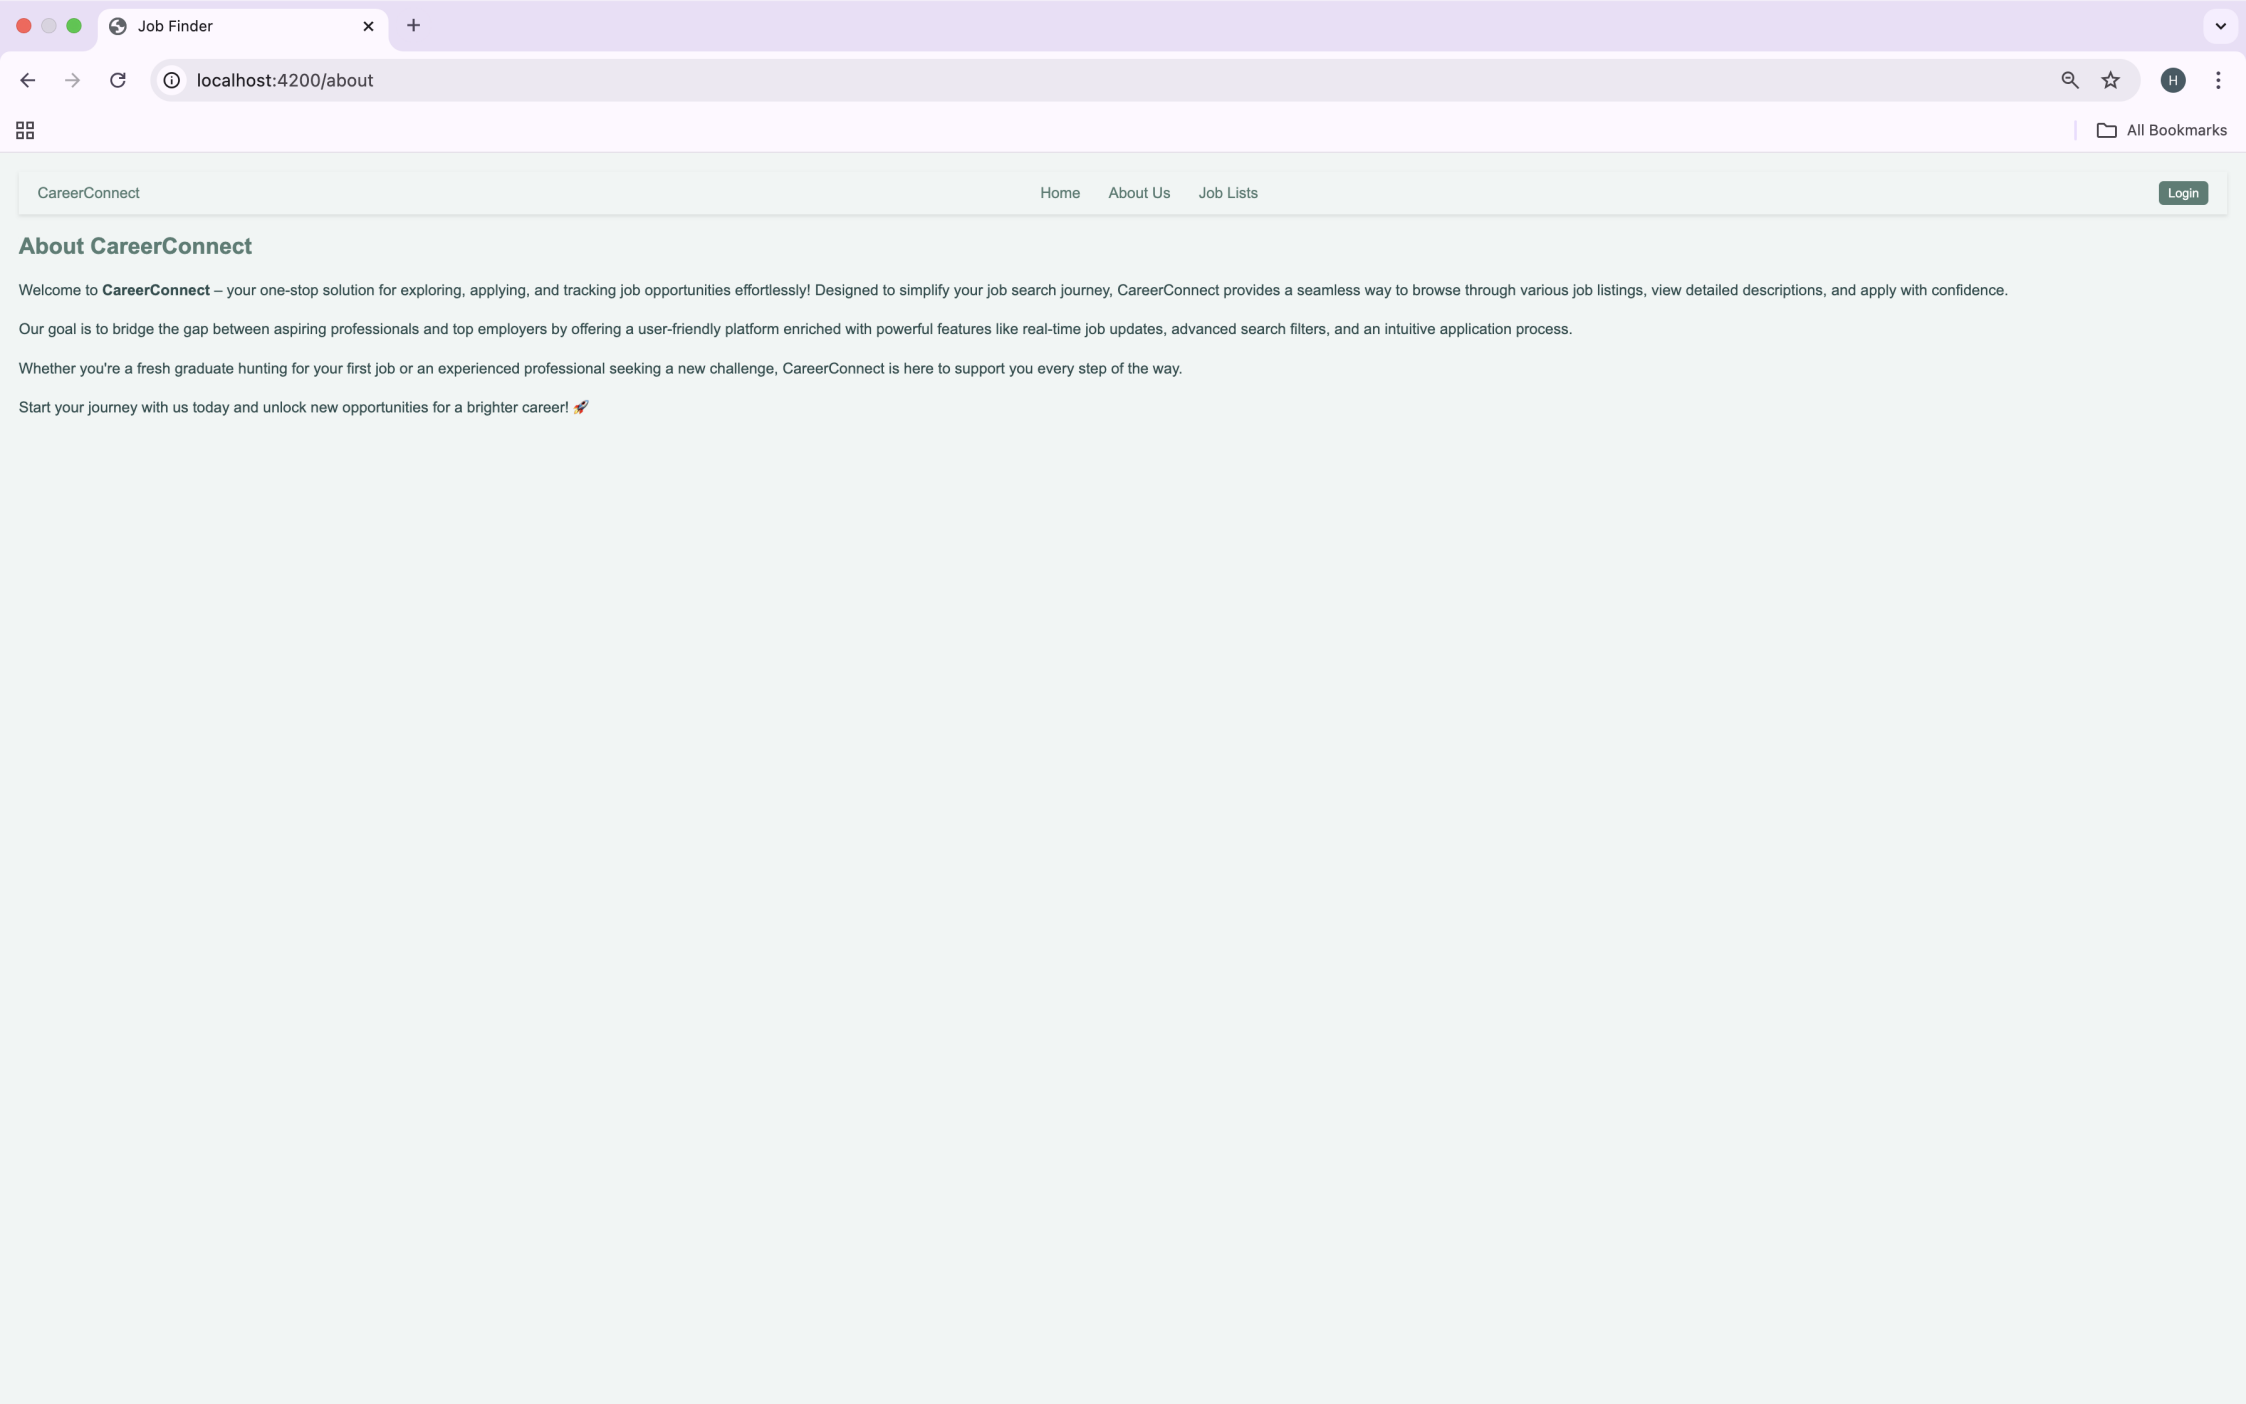 Job Finder
localhost:4200/about
H
All Bookmarks
CareerConnect
Home
About Us
Job Lists
Login
About CareerConnect
Welcome to CareerConnect – your one-stop solution for exploring, applying, and tracking job opportunities effortlessly! Designed to simplify your job search journey, CareerConnect provides a seamless way to browse through various job listings, view detailed descriptions, and apply with confidence.
Our goal is to bridge the gap between aspiring professionals and top employers by offering a user-friendly platform enriched with powerful features like real-time job updates, advanced search filters, and an intuitive application process.
Whether you're a fresh graduate hunting for your first job or an experienced professional seeking a new challenge, CareerConnect is here to support you every step of the way.
Start your journey with us today and unlock new opportunities for a brighter career! 🚀